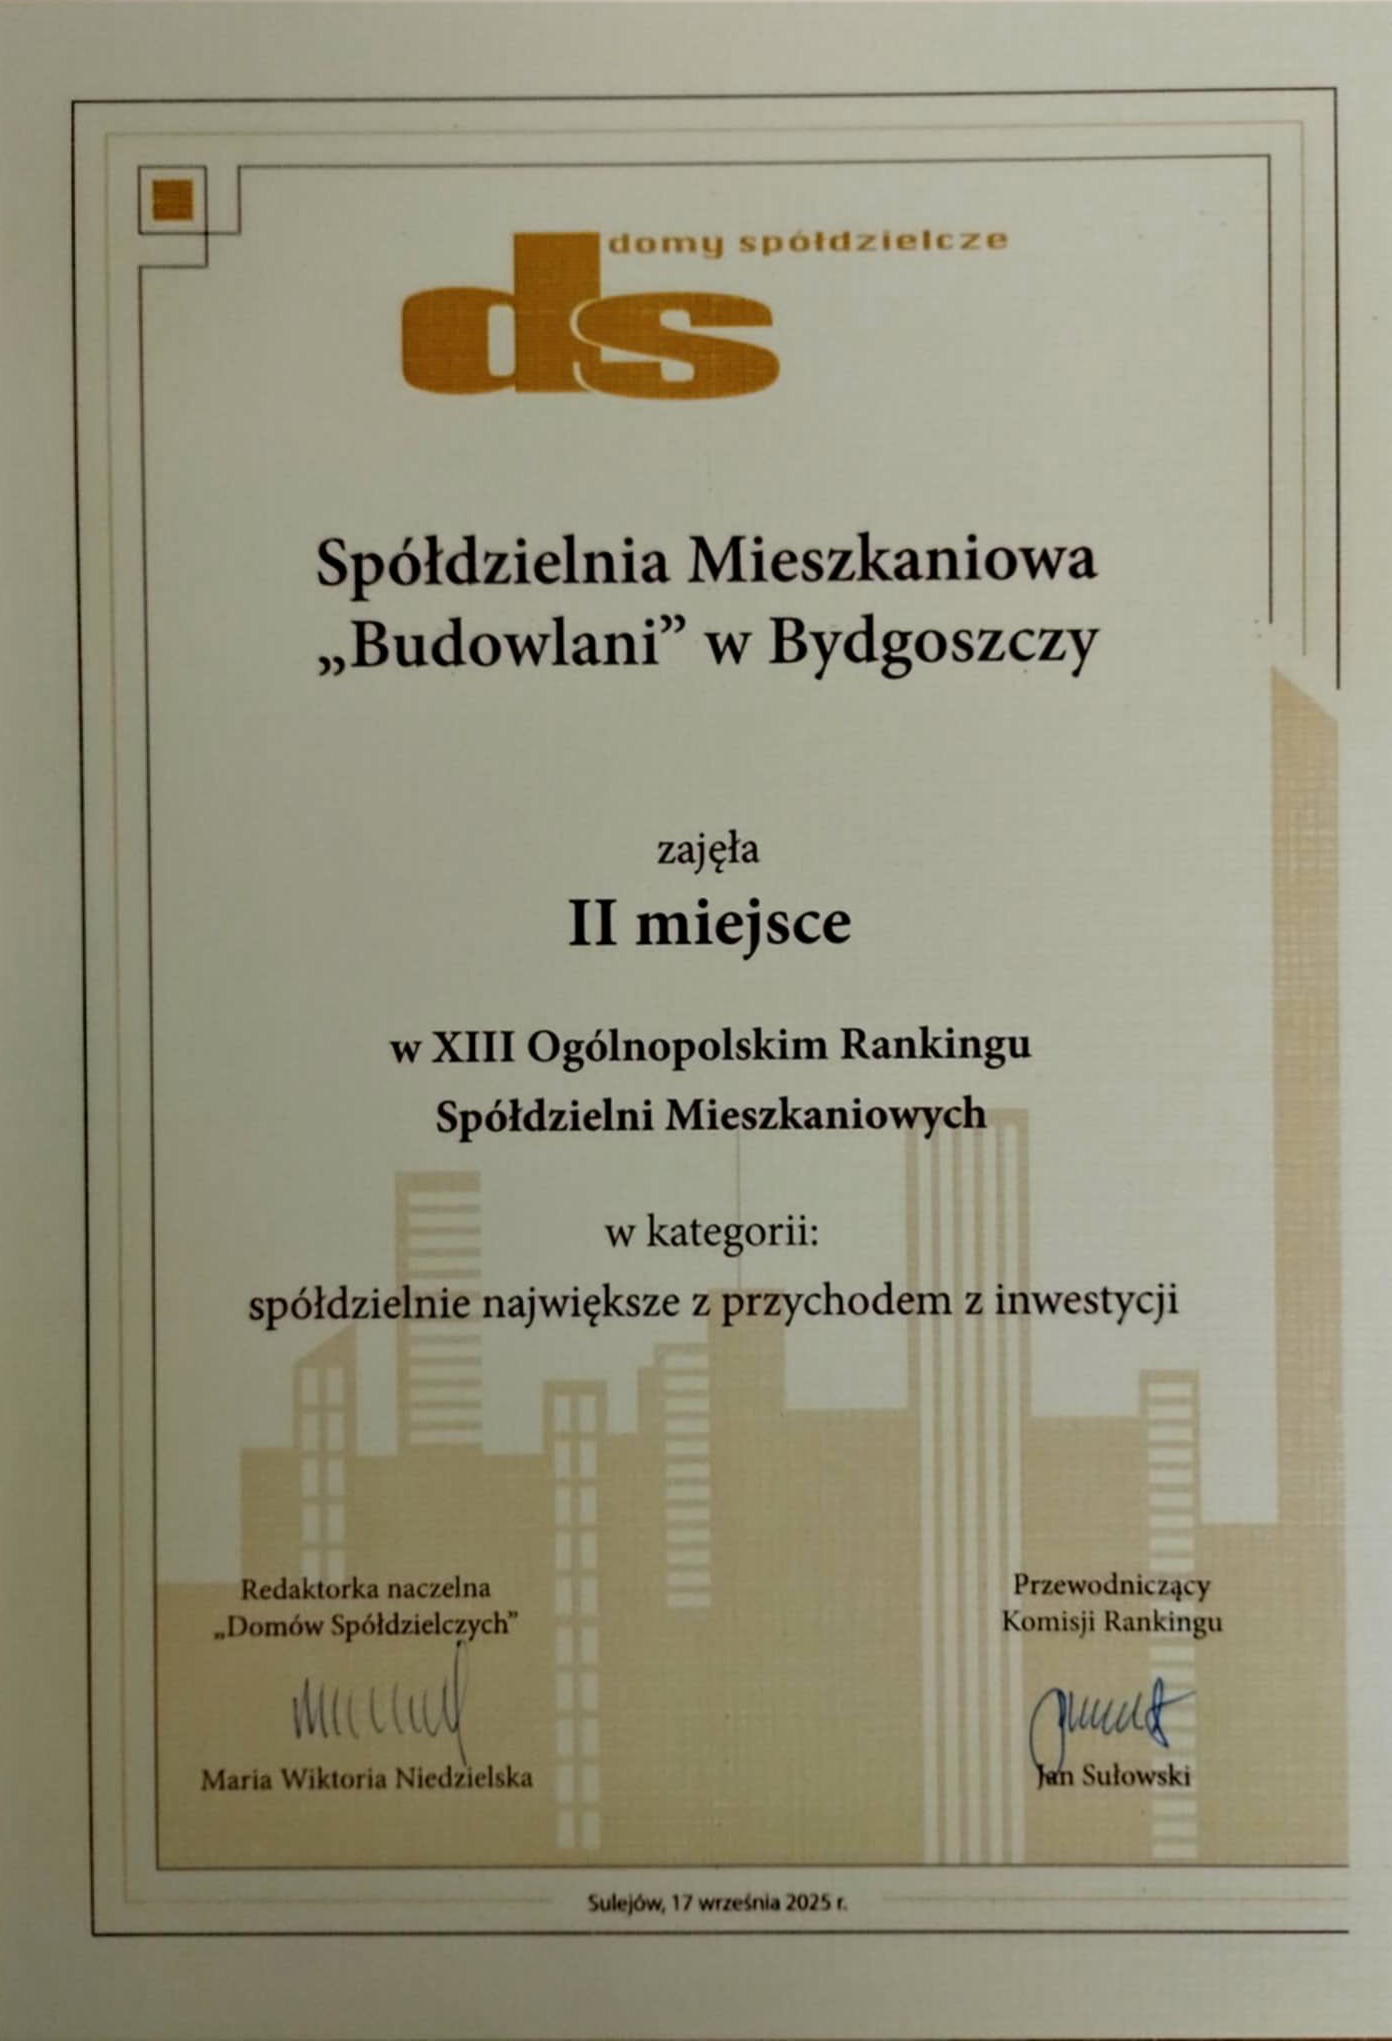 domy spółdzielcze
ds
Spółdzielnia Mieszkaniowa
„Budowlani” w Bydgoszczy
zajęła
II miejsce
w XIII Ogólnopolskim Rankingu
Spółdzielni Mieszkaniowych
w kategorii:
spółdzielnie największe z przychodem z inwestycji
Redaktorka naczelna
„Domów Spółdzielczych”
Maria Wiktoria Niedzielska
Przewodniczący
Komisji Rankingu
Jan Sułowski
Sulejów, 17 września 2025 r.